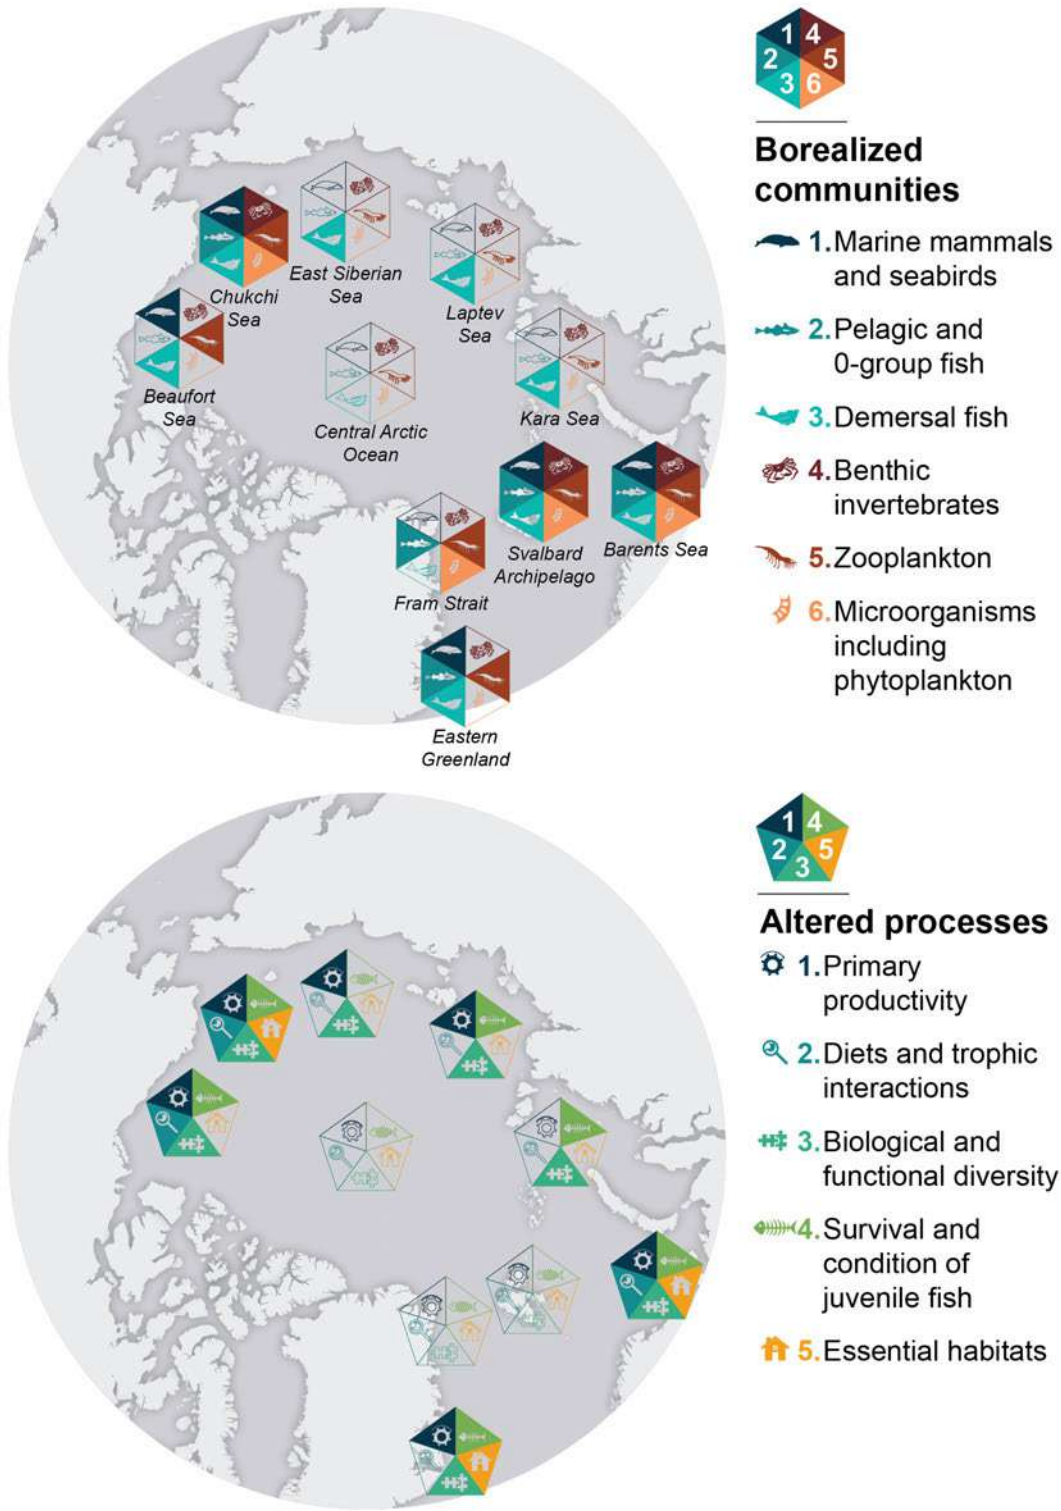 1 4
2 5
3 6
Borealized
communities
1. Marine mammals
and seabirds
2. Pelagic and
0-group fish
3. Demersal fish
4. Benthic
invertebrates
5. Zooplankton
6. Microorganisms
including
phytoplankton
Chukchi
Sea
East Siberian
Sea
Laptev
Sea
Beaufort
Sea
Central Arctic
Ocean
Kara Sea
Svalbard
Archipelago
Barents Sea
Fram Strait
Eastern
Greenland
1 4
2 5
3
Altered processes
1. Primary
productivity
2. Diets and trophic
interactions
3. Biological and
functional diversity
4. Survival and
condition of
juvenile fish
5. Essential habitats